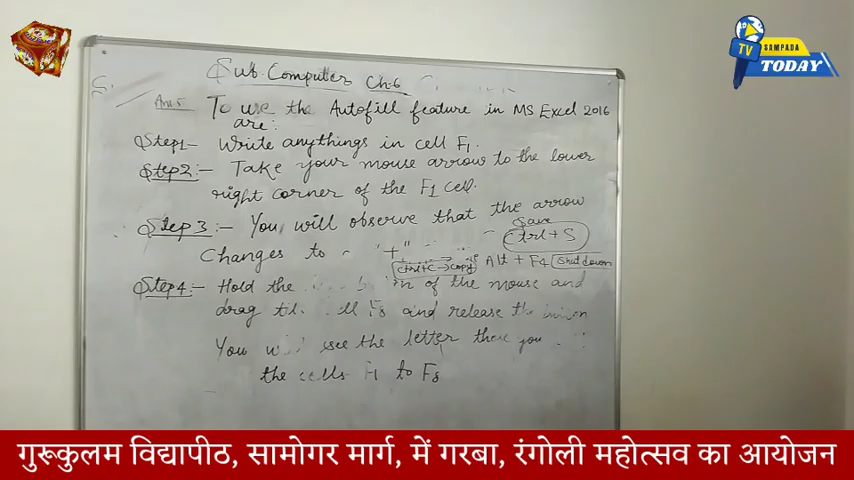 TV SAMPADA
TODAY
Sub. Computer Ch.6
Ans5 To use the Autofill feature in MS Excel 2016
are:
Step1- Write anythings in cell F1.
Step2:- Take your mouse arrow to the lower
right corner of the F1 cell.
Step 3:- You will observe that the arrow
Save
Changes to "+" Ctrl+S
Ctrl+C→copy Alt + F4 Shut down
Step4:- Hold the of the mouse and
drag F8 and release the
You see the letter
the cells F1 to F8
गुरूकुलम विद्यापीठ, सामोगर मार्ग, में गरबा, रंगोली महोत्सव का आयोजन